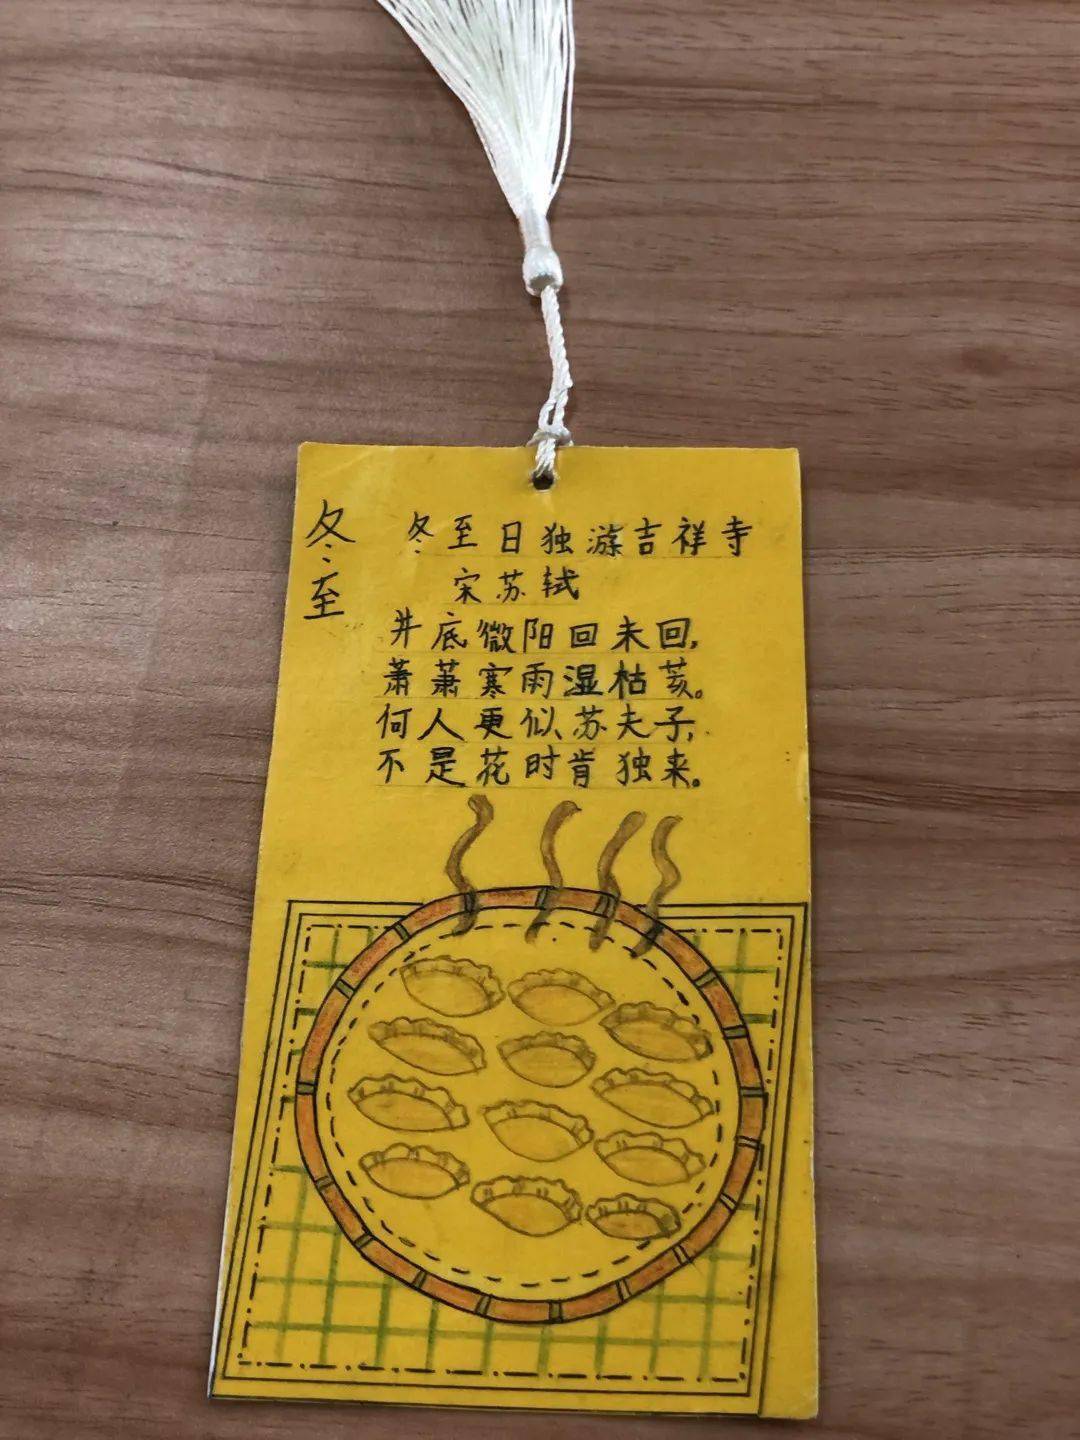 冬至
冬至日独游吉祥寺
宋苏轼
井底微阳回未回,
萧萧寒雨湿枯荄。
何人更似苏夫子,
不是花时肯独来。